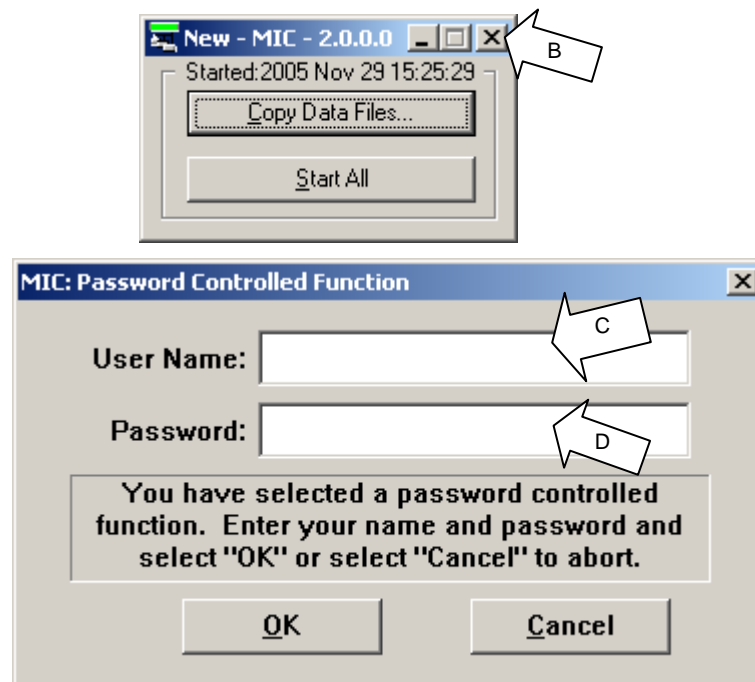 New - MIC - 2.0.0.0
B
Started:2005 Nov 29 15:25:29
Copy Data Files...
Start All
MIC: Password Controlled Function
C
User Name:
Password:
D
You have selected a password controlled
function. Enter your name and password and
select "OK" or select "Cancel" to abort.
OK
Cancel